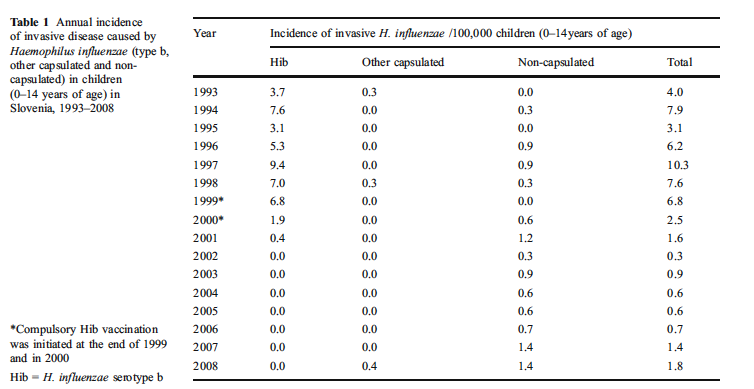 Table 1 Annual incidence
of invasive disease caused by
Haemophilus influenzae (type b,
other capsulated and non-
capsulated) in children
(0–14 years of age) in
Slovenia, 1993–2008
Year Incidence of invasive H. influenzae /100,000 children (0–14years of age)
Hib Other capsulated Non-capsulated Total
1993 3.7 0.3 0.0 4.0
1994 7.6 0.0 0.3 7.9
1995 3.1 0.0 0.0 3.1
1996 5.3 0.0 0.9 6.2
1997 9.4 0.0 0.9 10.3
1998 7.0 0.3 0.3 7.6
1999* 6.8 0.0 0.0 6.8
2000* 1.9 0.0 0.6 2.5
2001 0.4 0.0 1.2 1.6
2002 0.0 0.0 0.3 0.3
2003 0.0 0.0 0.9 0.9
2004 0.0 0.0 0.6 0.6
2005 0.0 0.0 0.6 0.6
2006 0.0 0.0 0.7 0.7
2007 0.0 0.0 1.4 1.4
2008 0.0 0.4 1.4 1.8
*Compulsory Hib vaccination
was initiated at the end of 1999
and in 2000
Hib = H. influenzae serotype b